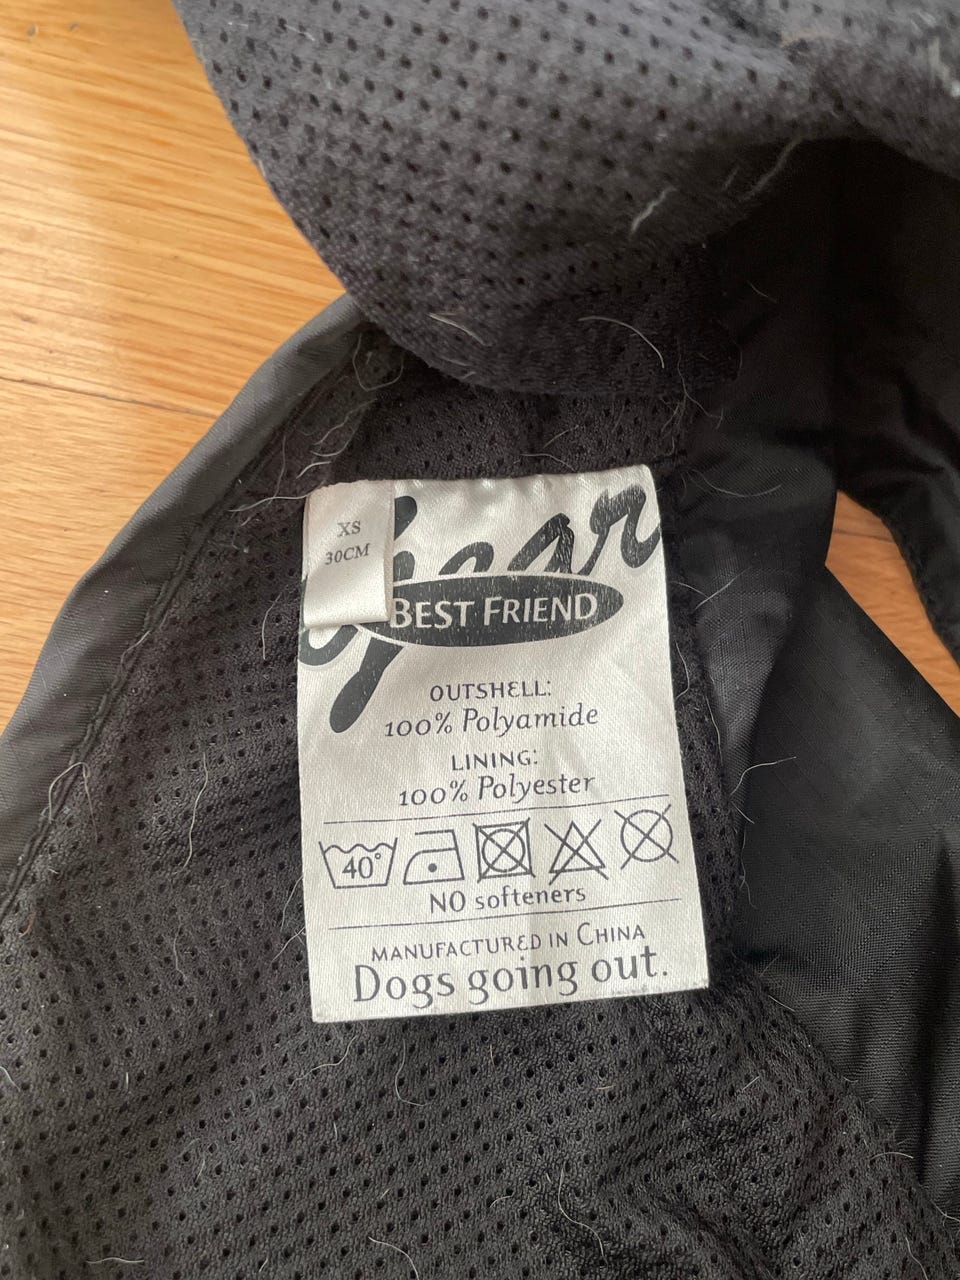 XS
30CM
gear
BEST FRIEND
OUTSHELL:
100% Polyamide
LINING:
100% Polyester
40°
NO softeners
MANUFACTURED IN CHINA
Dogs going out.